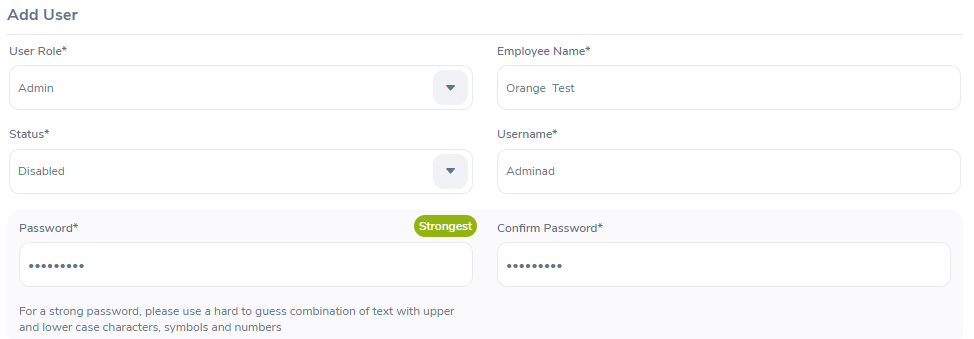 Add User
User Role*
Employee Name*
Admin
Orange  Test
Status*
Username*
Disabled
Adminad
Password*
Strongest
Confirm Password*
•••••••••
•••••••••
For a strong password, please use a hard to guess combination of text with upper
and lower case characters, symbols and numbers